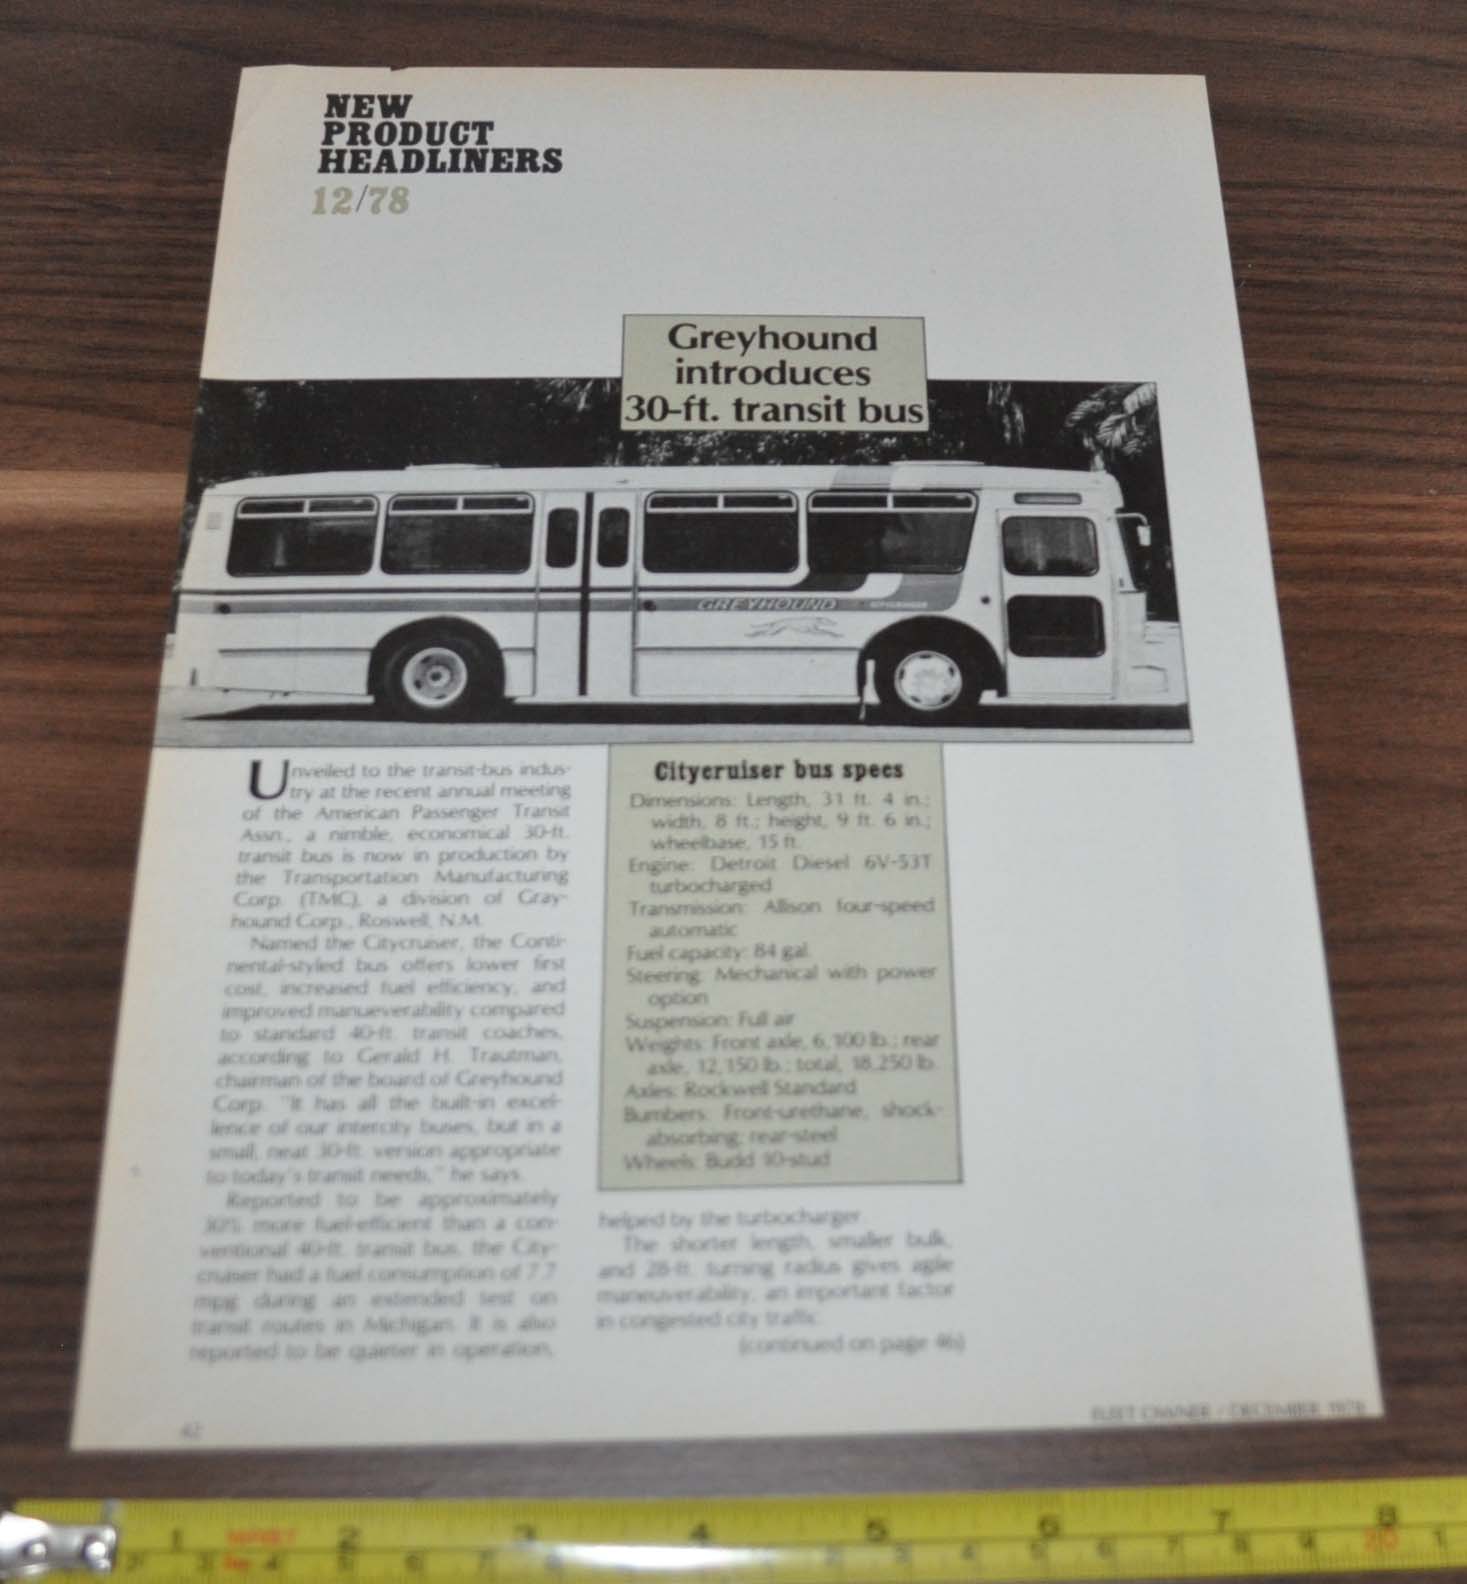 NEW
PRODUCT
HEADLINERS
12/78
Greyhound
introduces
30-ft. transit bus
GREYHOUND
Unveiled to the transit-bus indus-
try at the recent annual meeting
of the American Passenger Transit
Assn., a nimble, economical 30-ft.
transit bus is now in production by
the Transportation Manufacturing
Corp. (TMC), a division of Gray-
hound Corp., Roswell, N.M.
Named the Citycruiser, the Conti-
nental-styled bus offers lower first
cost, increased fuel efficiency, and
improved manueverability compared
to standard 40-ft. transit coaches,
according to Gerald H. Trautman,
chairman of the board of Greyhound
Corp. "It has all the built-in excel-
lence of our intercity buses, but in a
small, neat 30-ft. version appropriate
to today's transit needs," he says.
Reported to be approximately
30% more fuel-efficient than a con-
ventional 40-ft. transit bus, the City-
cruiser had a fuel consumption of 7.7
mpg during an extended test on
transit routes in Michigan. It is also
reported to be quieter in operation,
Citycruiser bus specs
Dimensions: Length, 31 ft. 4 in.;
width, 8 ft.; height, 9 ft. 6 in.;
wheelbase, 15 ft.
Engine: Detroit Diesel 6V-53T
turbocharged
Transmission: Allison four-speed
automatic
Fuel capacity: 84 gal.
Steering: Mechanical with power
option
Suspension: Full air
Weights: Front axle, 6,100 lb.; rear
axle, 12,150 lb.; total, 18,250 lb.
Axles: Rockwell Standard
Bumbers: Front-urethane, shock-
absorbing; rear-steel
Wheels: Budd 10-stud
helped by the turbocharger.
The shorter length, smaller bulk,
and 28-ft. turning radius gives agile
maneuverability, an important factor
in congested city traffic.
(continued on page 46)
42
FLEET OWNER / DECEMBER 1978
1 2 3 4 5 6 7 8